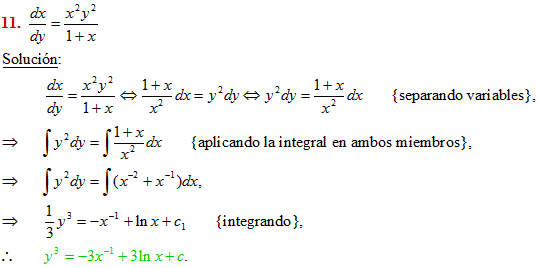 11. dx/dy = x²y²/(1+x)
Solución:
dx/dy = x²y²/(1+x) ⇔ (1+x)/x² dx = y²dy ⇔ y²dy = (1+x)/x² dx {separando variables},
⇒ ∫y²dy = ∫(1+x)/x² dx {aplicando la integral en ambos miembros},
⇒ ∫y²dy = ∫(x⁻² + x⁻¹)dx,
⇒ 1/3 y³ = −x⁻¹ + ln x + c₁ {integrando},
∴ y³ = −3x⁻¹ + 3ln x + c.